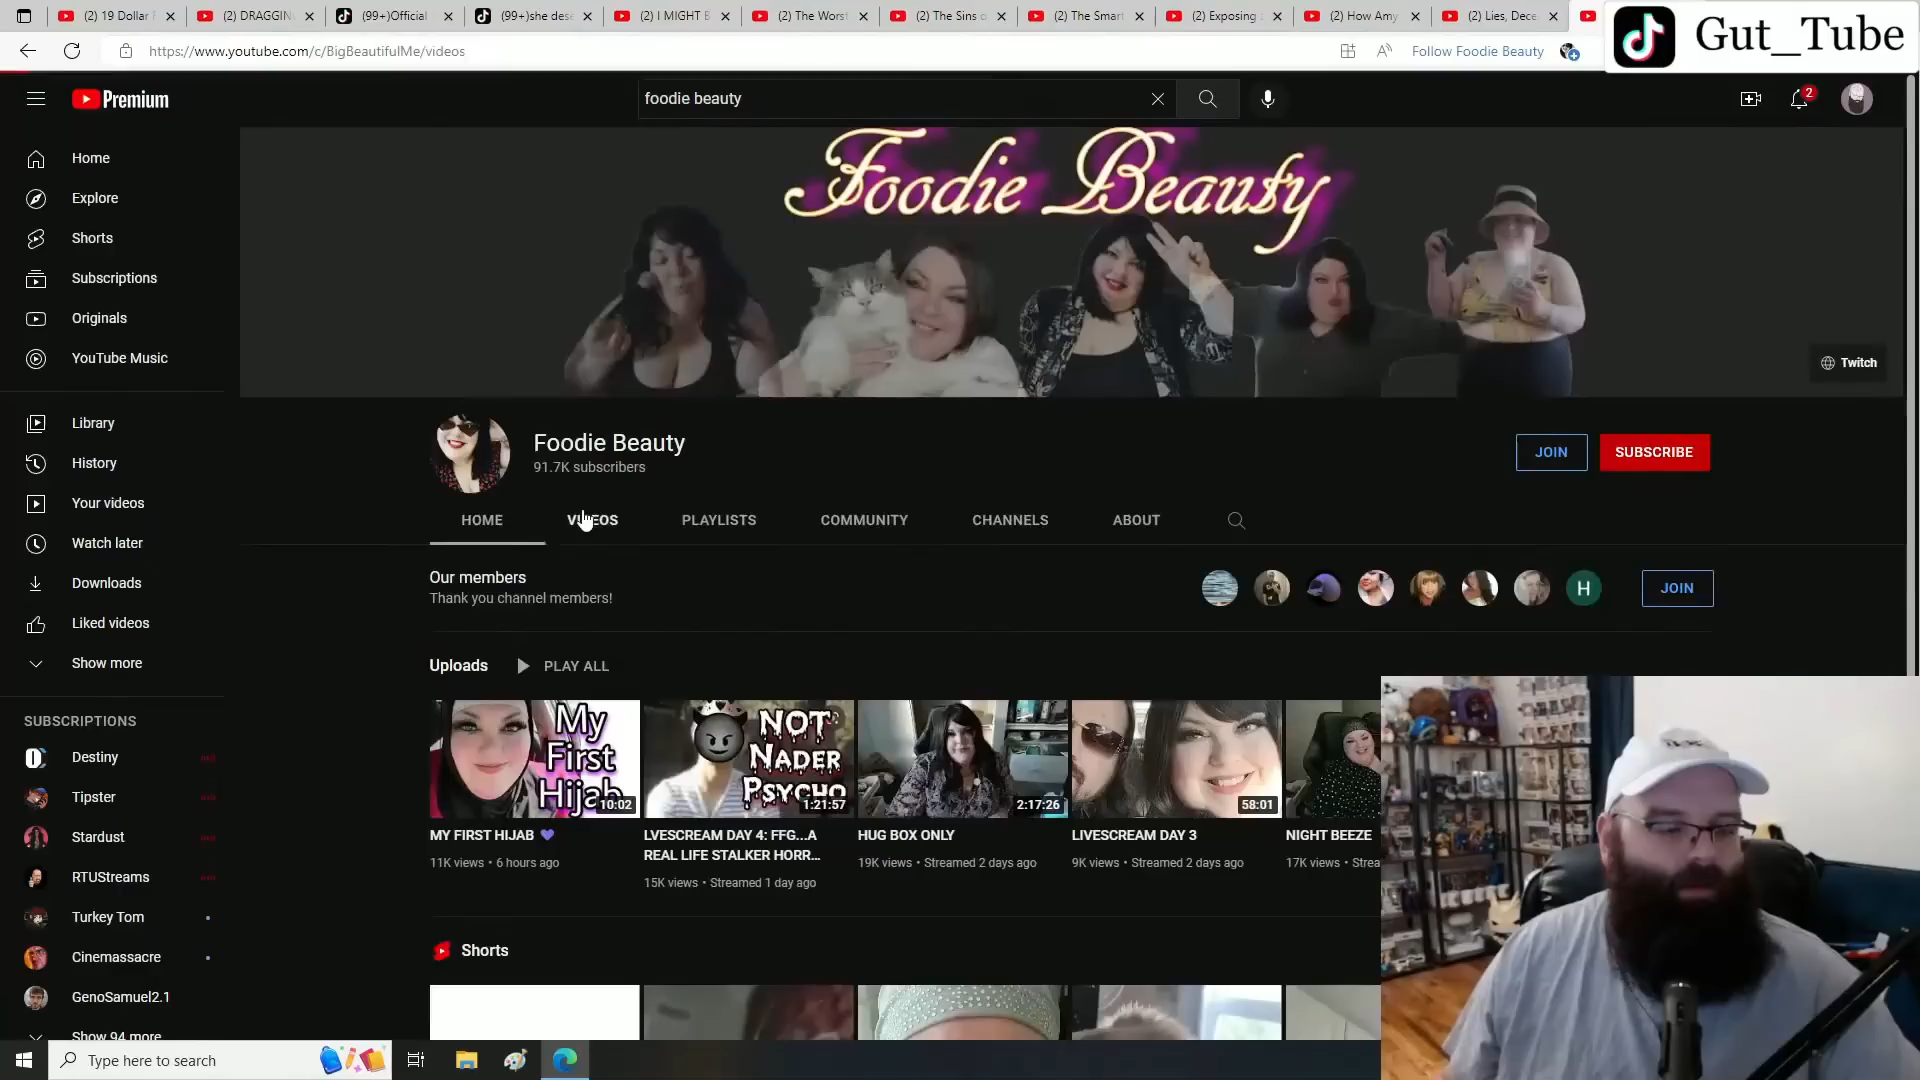 (2) 19 Dollar F
(2) DRAGGIN
(99+)Official
(99+)she des
(2) I MIGHT B
(2) The Worst
(2) The Sins o
(2) The Smart
(2) Exposing
(2) How Amy
(2) Lies, Dece
Gut_Tube
https://www.youtube.com/c/BigBeautifulMe/videos
Follow Foodie Beauty
Premium
foodie beauty
2
Home
Explore
Shorts
Subscriptions
Originals
YouTube Music
Library
History
Your videos
Watch later
Downloads
Liked videos
Show more
SUBSCRIPTIONS
Destiny
Tipster
Stardust
RTUStreams
Turkey Tom
Cinemassacre
GenoSamuel2.1
Show 94 more
Foodie Beauty
Twitch
Foodie Beauty
91.7K subscribers
JOIN
SUBSCRIBE
HOME
VIDEOS
PLAYLISTS
COMMUNITY
CHANNELS
ABOUT
Our members
Thank you channel members!
H
JOIN
Uploads
PLAY ALL
My
First
Hijab
10:02
MY FIRST HIJAB 💜
11K views • 6 hours ago
NOT
NADER
PSYCHO
1:21:57
LVESCREAM DAY 4: FFG...A
REAL LIFE STALKER HORR...
15K views • Streamed 1 day ago
2:17:26
HUG BOX ONLY
19K views • Streamed 2 days ago
58:01
LIVESCREAM DAY 3
9K views • Streamed 2 days ago
NIGHT BEEZE
17K views • Strea
Shorts
Type here to search